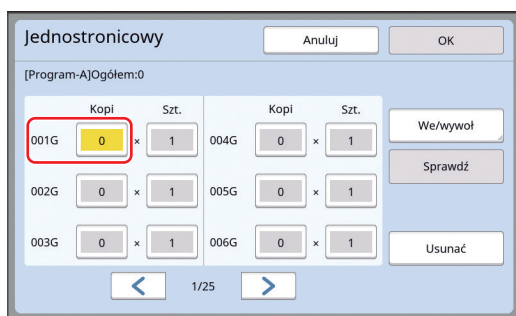 Jednostronicowy Anuluj OK
[Program-A]Ogółem:0
Kopi Szt. Kopi Szt.
001G 0 × 1 004G 0 × 1 We/wywoł
Sprawdź
002G 0 × 1 005G 0 × 1
003G 0 × 1 006G 0 × 1 Usunać
1/25